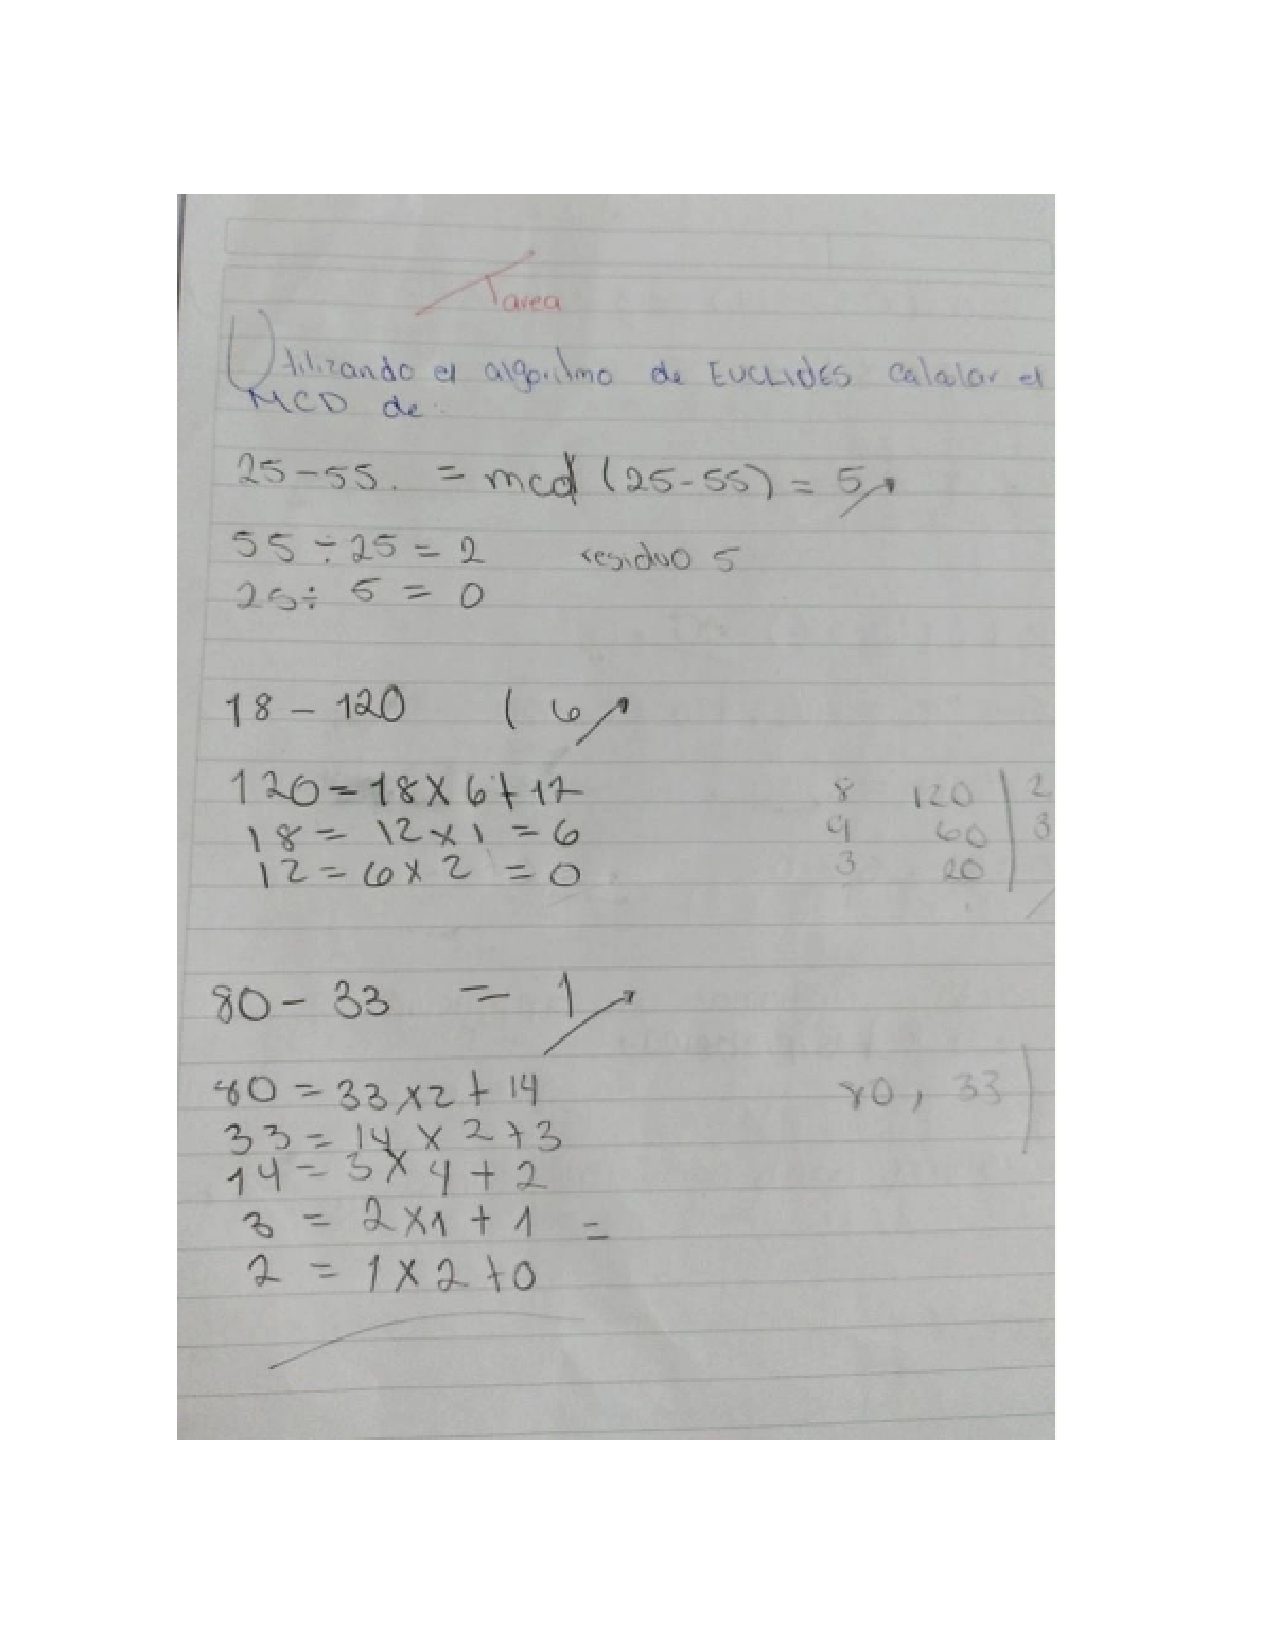 Tarea
Utilizando el algoritmo de EUCLIDES calalar el
MCD de:
25-55. = mcd (25-55) = 5
55 ÷ 25 = 2 residuo 5
25÷ 5 = 0
18 - 120 ( 6
120 = 18 x 6 + 12 8 120 | 2
18 = 12 x 1 = 6 9 60 | 3
12 = 6 x 2 = 0 3 20
80 - 33 = 1
80 = 33 x 2 + 14 80, 33
33 = 14 x 2 + 3
14 = 3 x 4 + 2
3 = 2 x 1 + 1 =
2 = 1 x 2 + 0